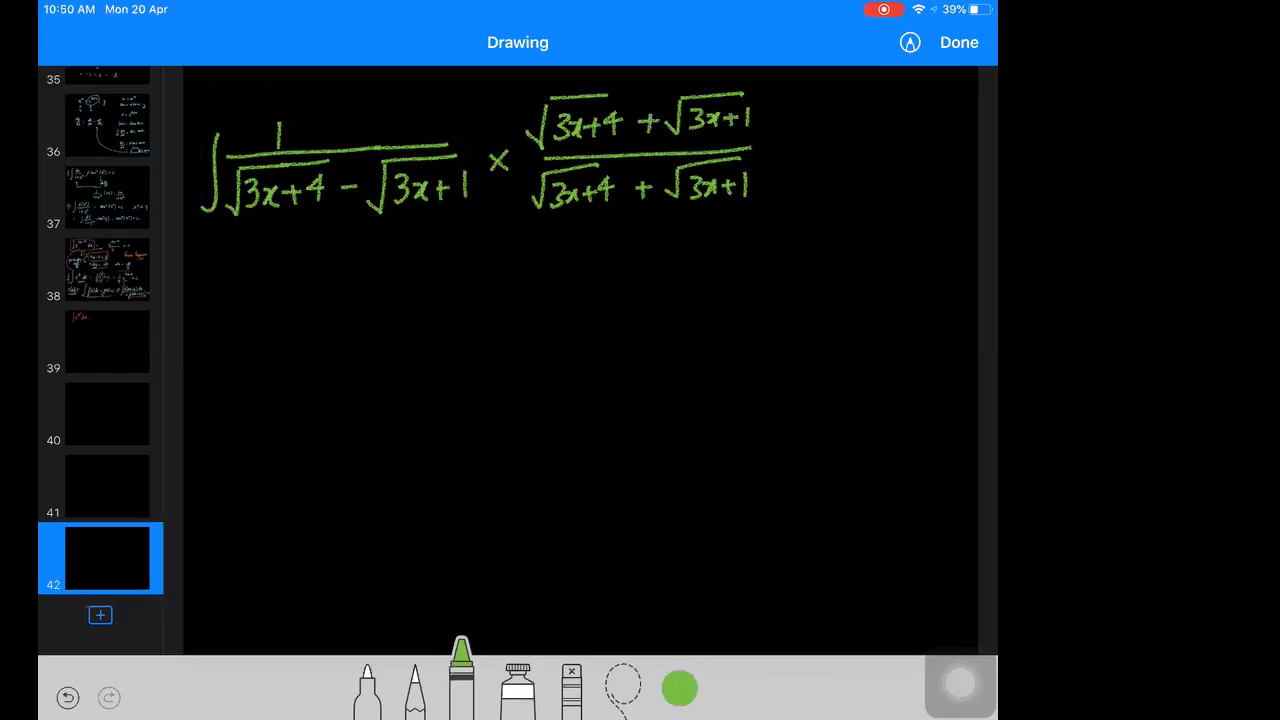 10:50 AM Mon 20 Apr 39%
Drawing Done
35
36
37
38
39
40
41
42
∫ 1/(√(3x+4) − √(3x+1)) × (√(3x+4) + √(3x+1))/(√(3x+4) + √(3x+1))